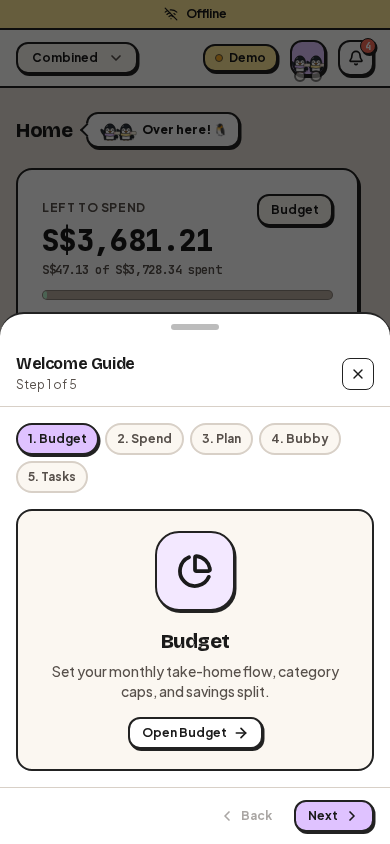 Offline
Combined
Demo
4
Home
Over here! 🐧
LEFT TO SPEND
Budget
S$3,681.21
S$47.13 of S$3,728.34 spent
Welcome Guide
Step 1 of 5
1. Budget
2. Spend
3. Plan
4. Bubby
5. Tasks
Budget
Set your monthly take-home flow, category
caps, and savings split.
Open Budget
Back
Next